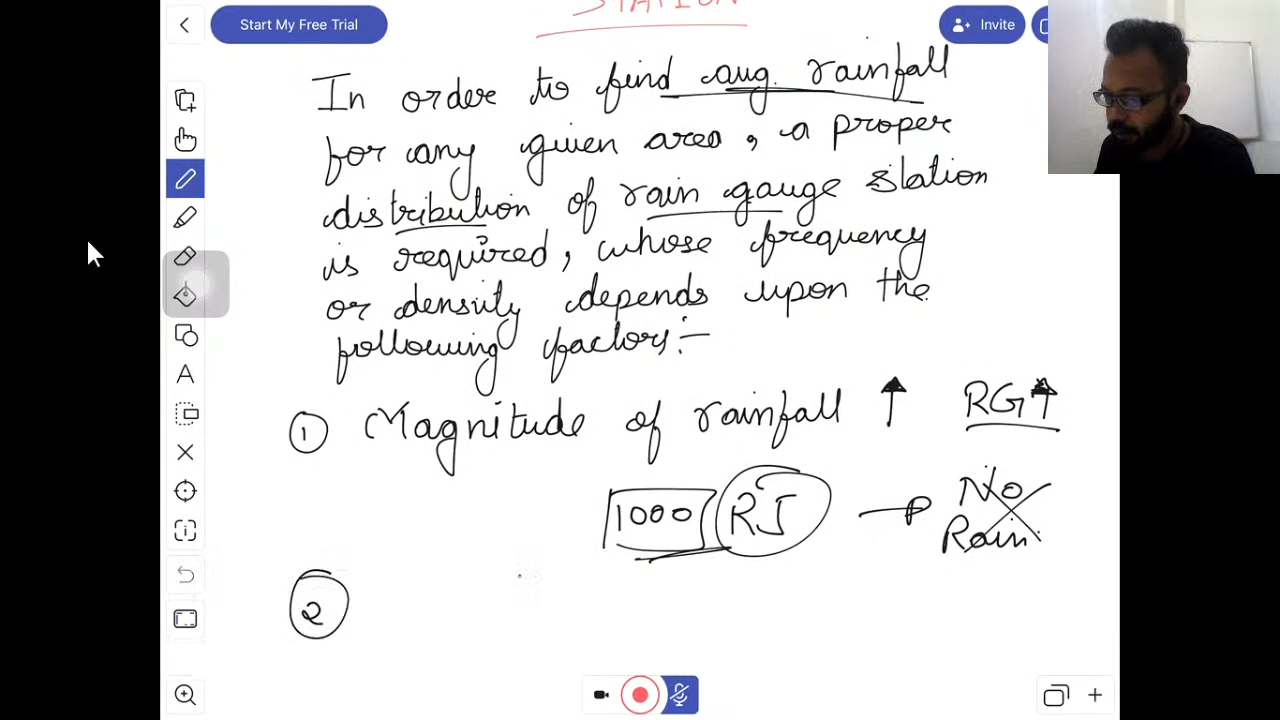 Start My Free Trial
Invite
STATION
In order to find avg. rainfall
for any given area, a proper
distribution of rain gauge station
is required, whose frequency
or density depends upon the
following factors:-
① Magnitude of rainfall ↑ RG↑
1000 RJ → No
Rain
②